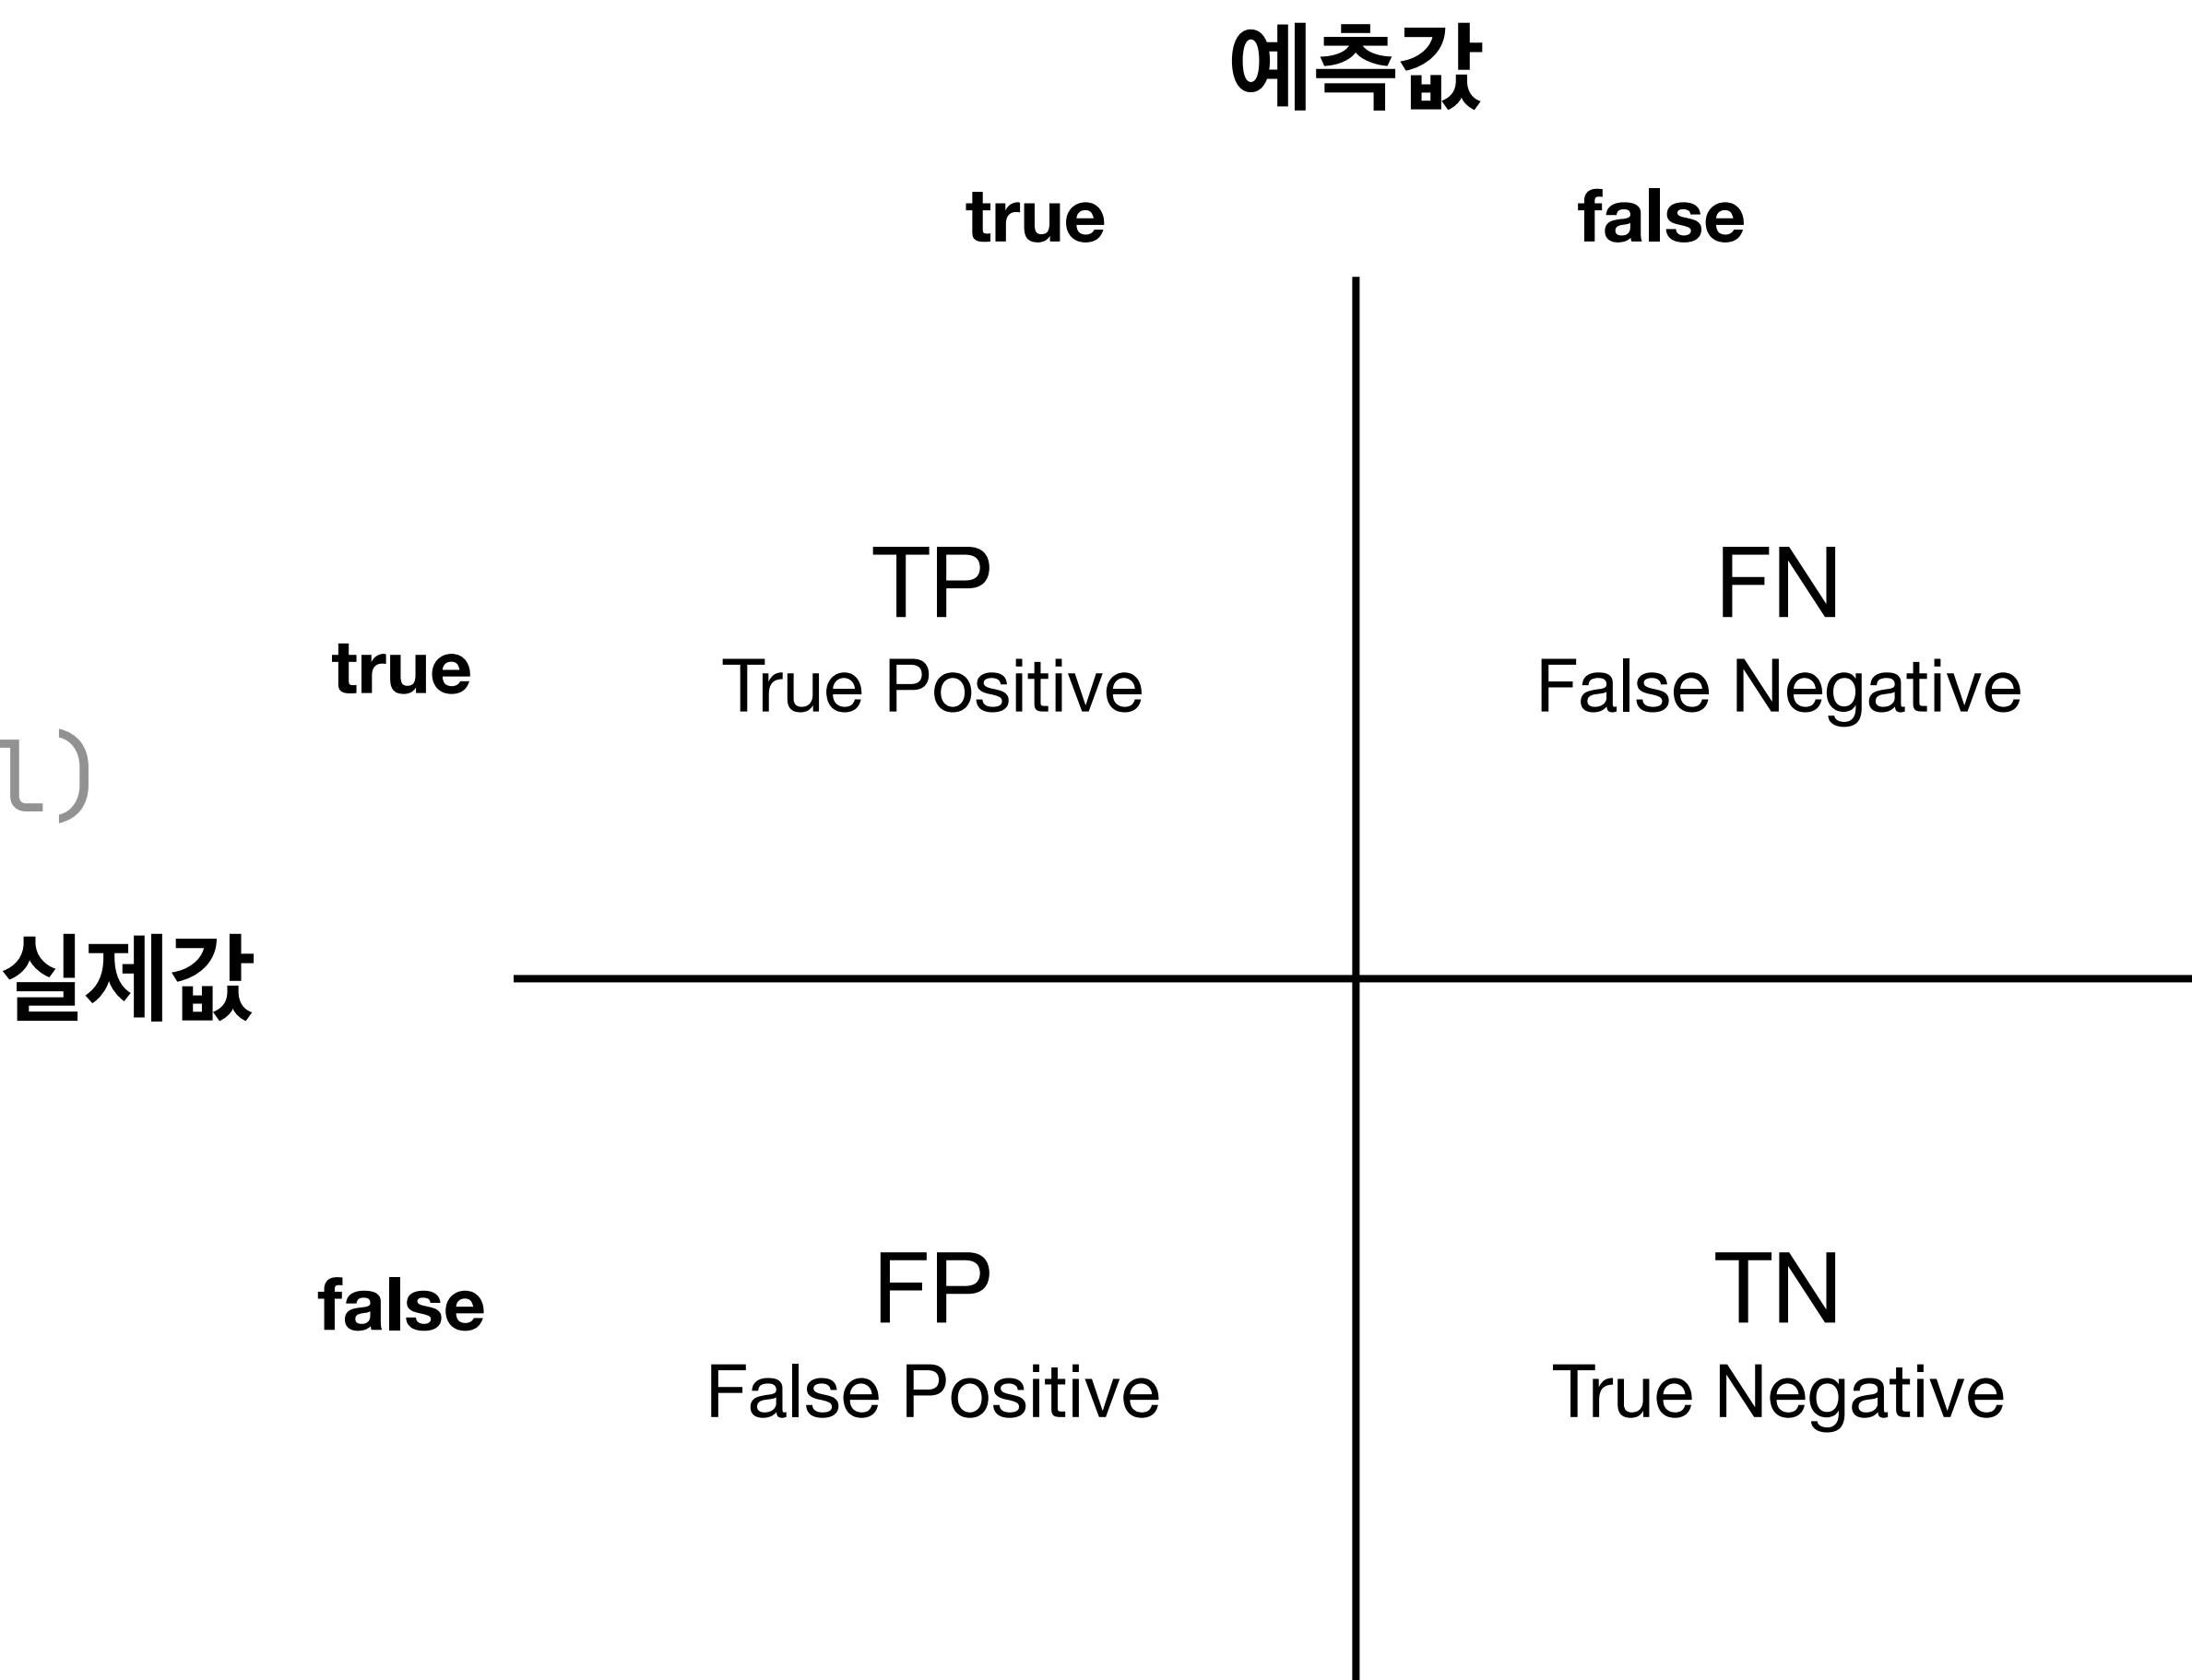 예측값
true false
TP FN
true True Positive False Negative
l)
실제값
FP TN
false False Positive True Negative